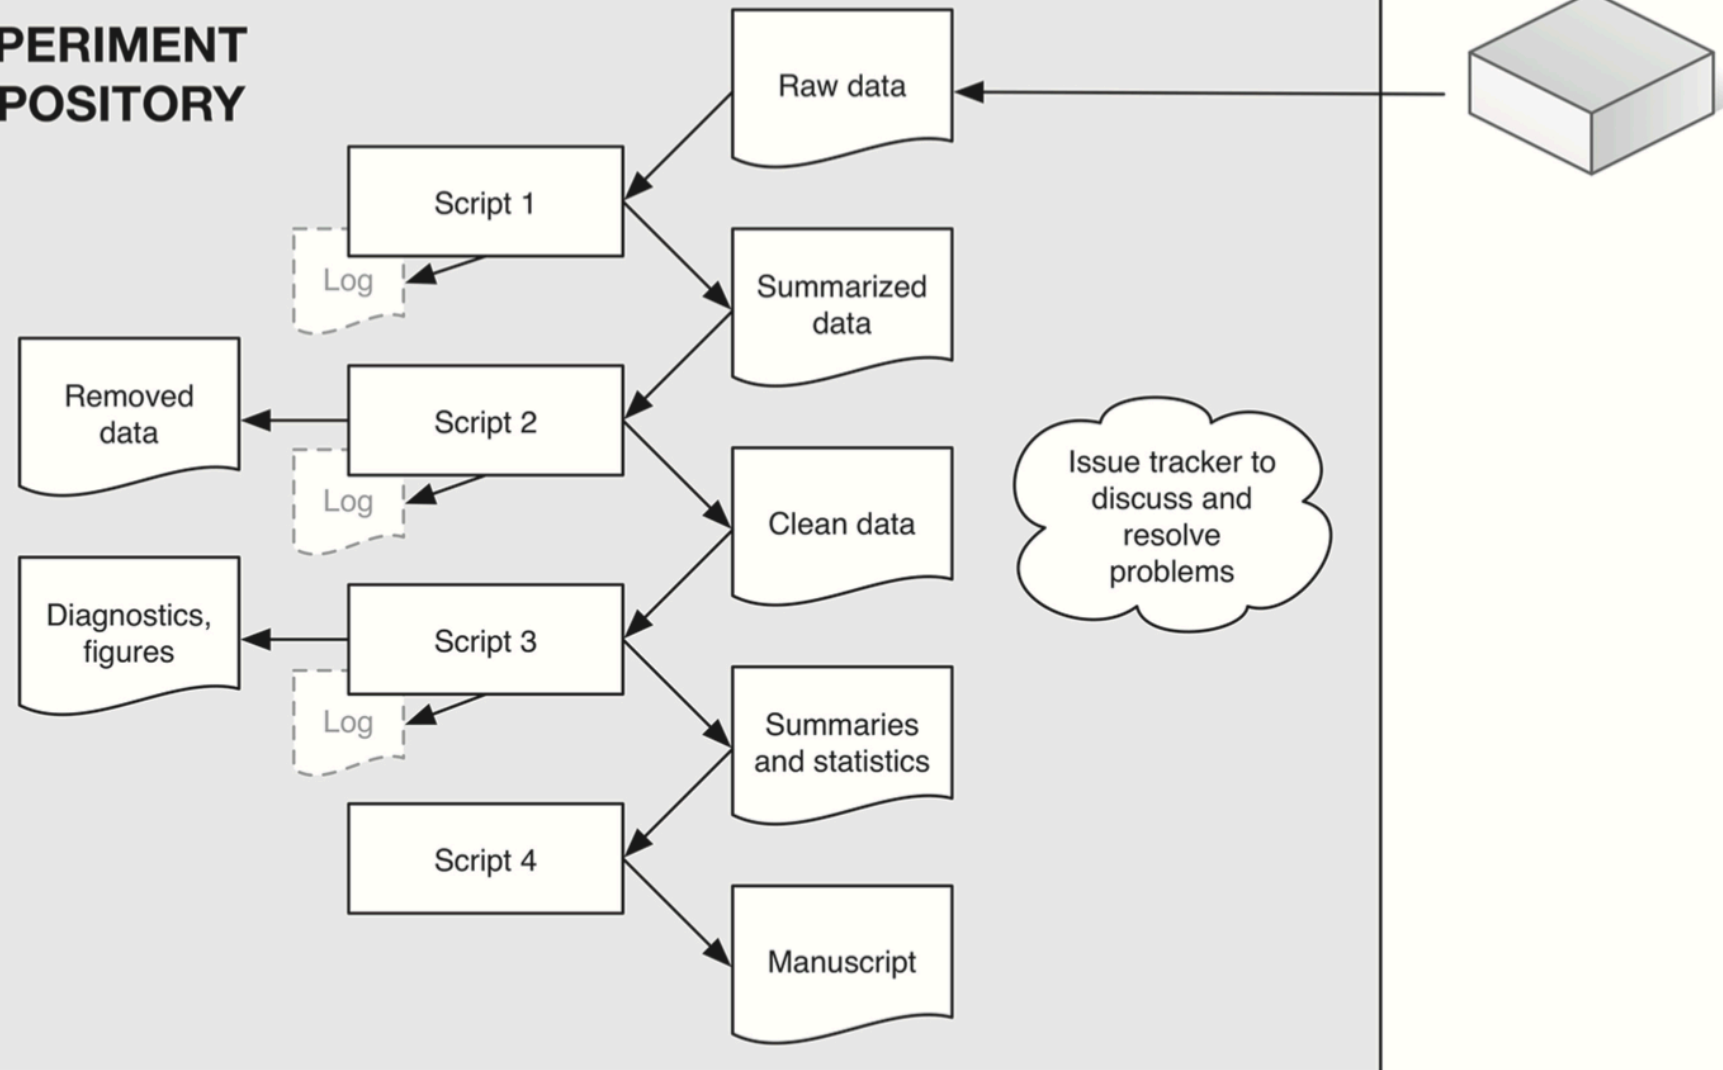 PERIMENT
POSITORY
Raw data
Script 1
Log
Summarized
data
Removed
data
Script 2
Log
Clean data
Issue tracker to
discuss and
resolve
problems
Diagnostics,
figures
Script 3
Log
Summaries
and statistics
Script 4
Manuscript